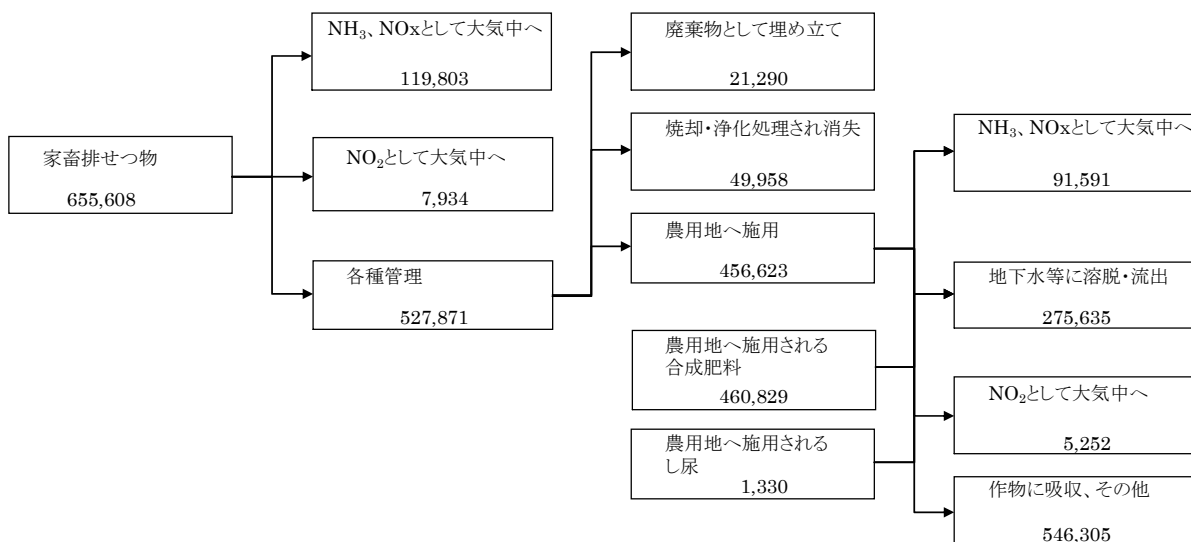 家畜排せつ物
655,608
NH₃、NOxとして大気中へ
119,803
NO₂として大気中へ
7,934
各種管理
527,871
廃棄物として埋め立て
21,290
焼却・浄化処理され消失
49,958
農用地へ施用
456,623
農用地へ施用される
合成肥料
460,829
農用地へ施用される
し尿
1,330
NH₃、NOxとして大気中へ
91,591
地下水等に溶脱・流出
275,635
NO₂として大気中へ
5,252
作物に吸収、その他
546,305